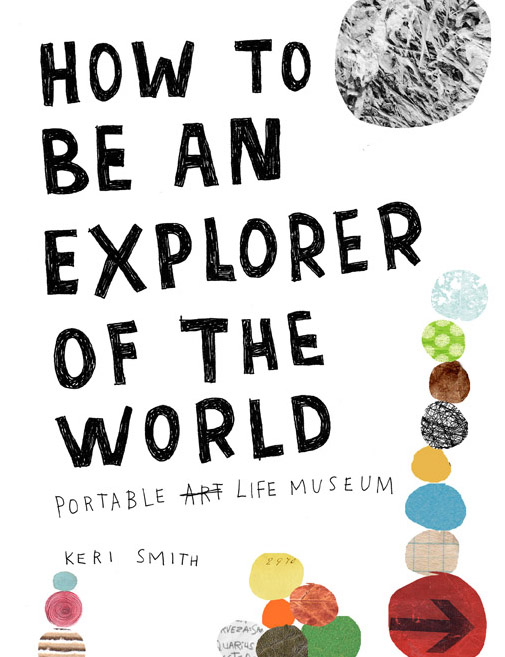 HOW TO
BE AN
EXPLORER
OF THE
WORLD
PORTABLE ART LIFE MUSEUM
KERI SMITH